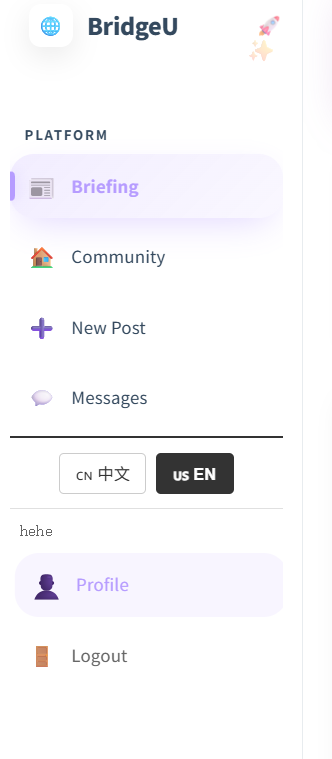 BridgeU
PLATFORM
Briefing
Community
New Post
Messages
CN 中文
US EN
hehe
Profile
Logout